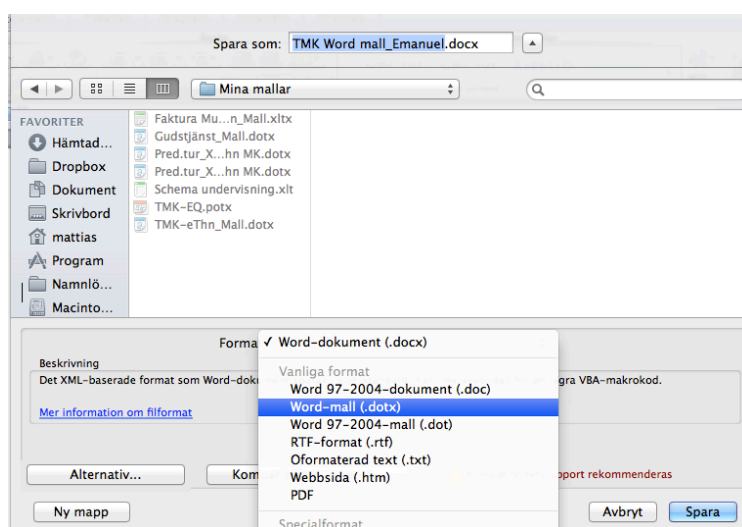 Spara som: TMK Word mall_Emanuel.docx
Mina mallar
FAVORITER
Hämtad...
Dropbox
Dokument
Skrivbord
mattias
Program
Namnlö...
Macinto...
Faktura Mu...n_Mall.xltx
Gudstjänst_Mall.dotx
Pred.tur_X...hn MK.dotx
Pred.tur_X...hn MK.dotx
Schema undervisning.xlt
TMK-EQ.potx
TMK-eThn_Mall.dotx
Forma ✓ Word-dokument (.docx)
Beskrivning
Det XML-baserade format som Word-doku gra VBA-makrokod.
Mer information om filformat
Vanliga format
Word 97-2004-dokument (.doc)
Word-mall (.dotx)
Word 97-2004-mall (.dot)
RTF-format (.rtf)
Oformaterad text (.txt)
Webbsida (.htm)
PDF
Specialformat
Alternativ... Kom pport rekommenderas
Ny mapp Avbryt Spara